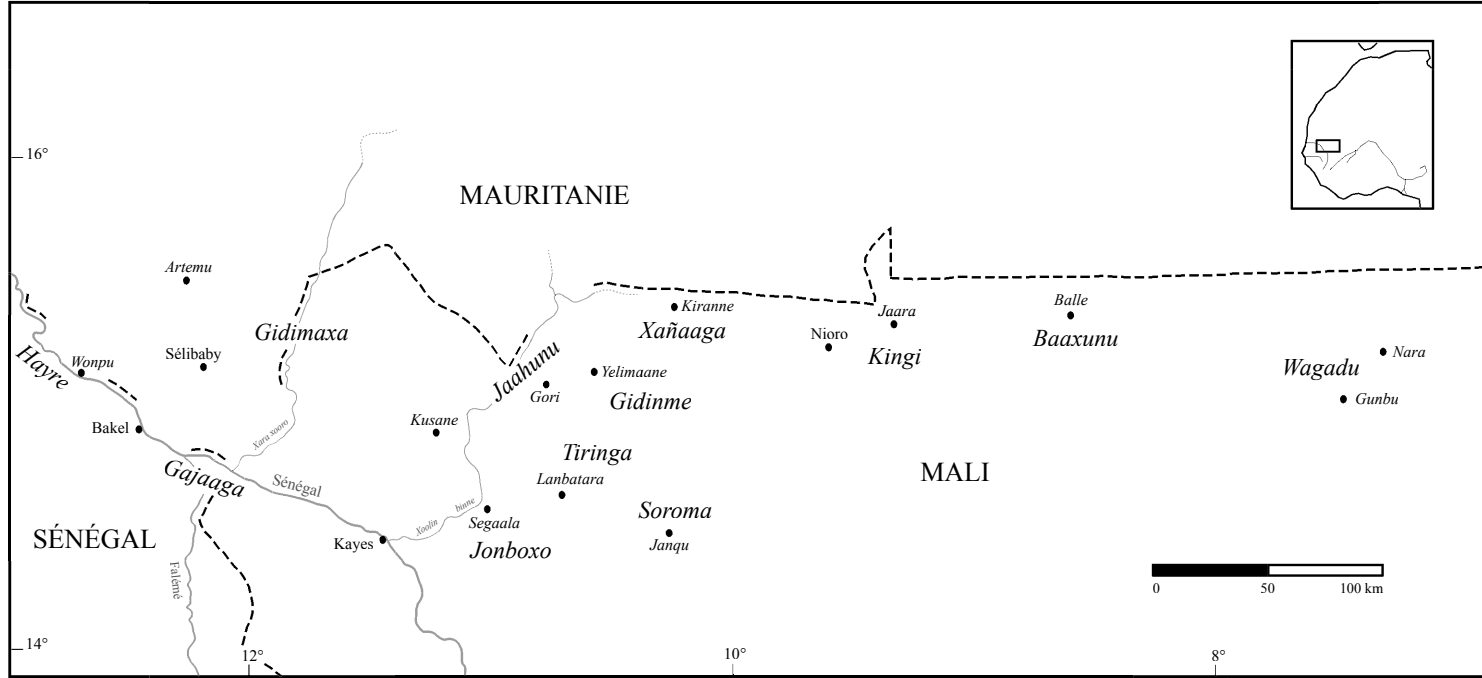 16°
MAURITANIE
Artemu
Kiranne
Jaara
Balle
Gidimaxa
Xañaaga
Nioro
Kingi
Baaxunu
Hayre
Wonpu
Sélibaby
Jaahunu
Yelimaane
Gori
Gidinme
Wagadu
Nara
Gunbu
Bakel
Xara xooro
Kusane
Gajaaga
Sénégal
Tiringa
Lanbatara
MALI
Xoolin binne
Segaala
Soroma
Janqu
SÉNÉGAL
Kayes
Jonboxo
Falémé
0 50 100 km
14°
12° 10° 8°